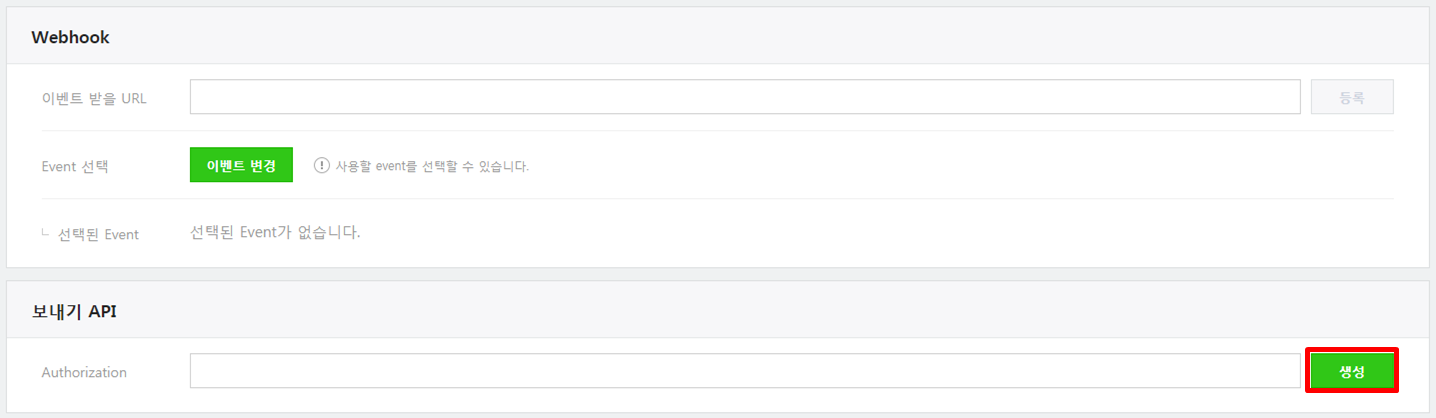 Webhook
이벤트 받을 URL
등록
Event 선택
이벤트 변경
사용할 event를 선택할 수 있습니다.
선택된 Event
선택된 Event가 없습니다.
보내기 API
Authorization
생성